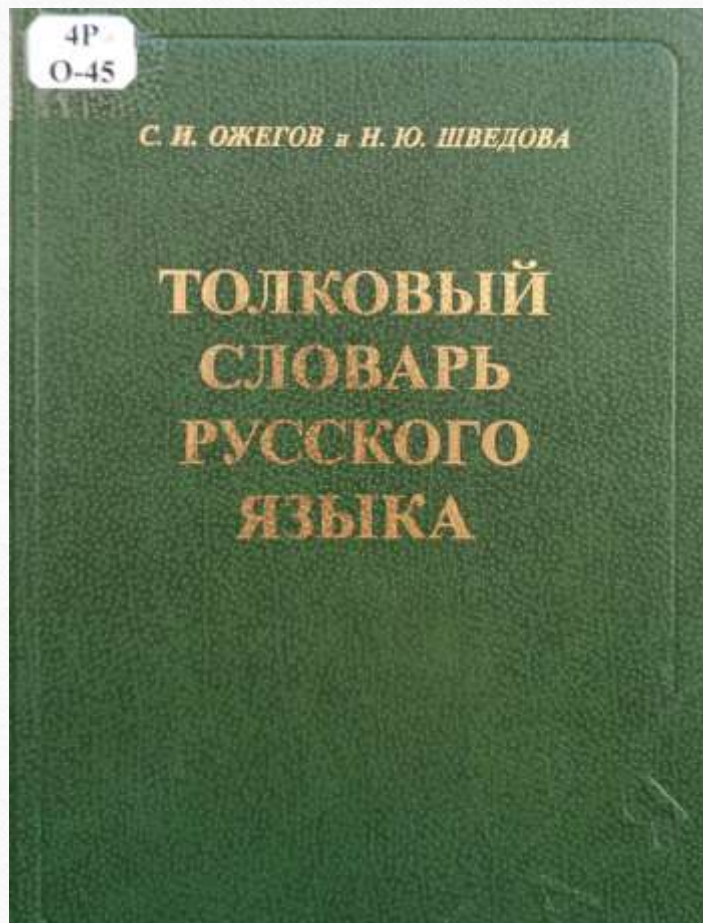 4Р
О-45
С. И. ОЖЕГОВ и Н. Ю. ШВЕДОВА
ТОЛКОВЫЙ
СЛОВАРЬ
РУССКОГО
ЯЗЫКА